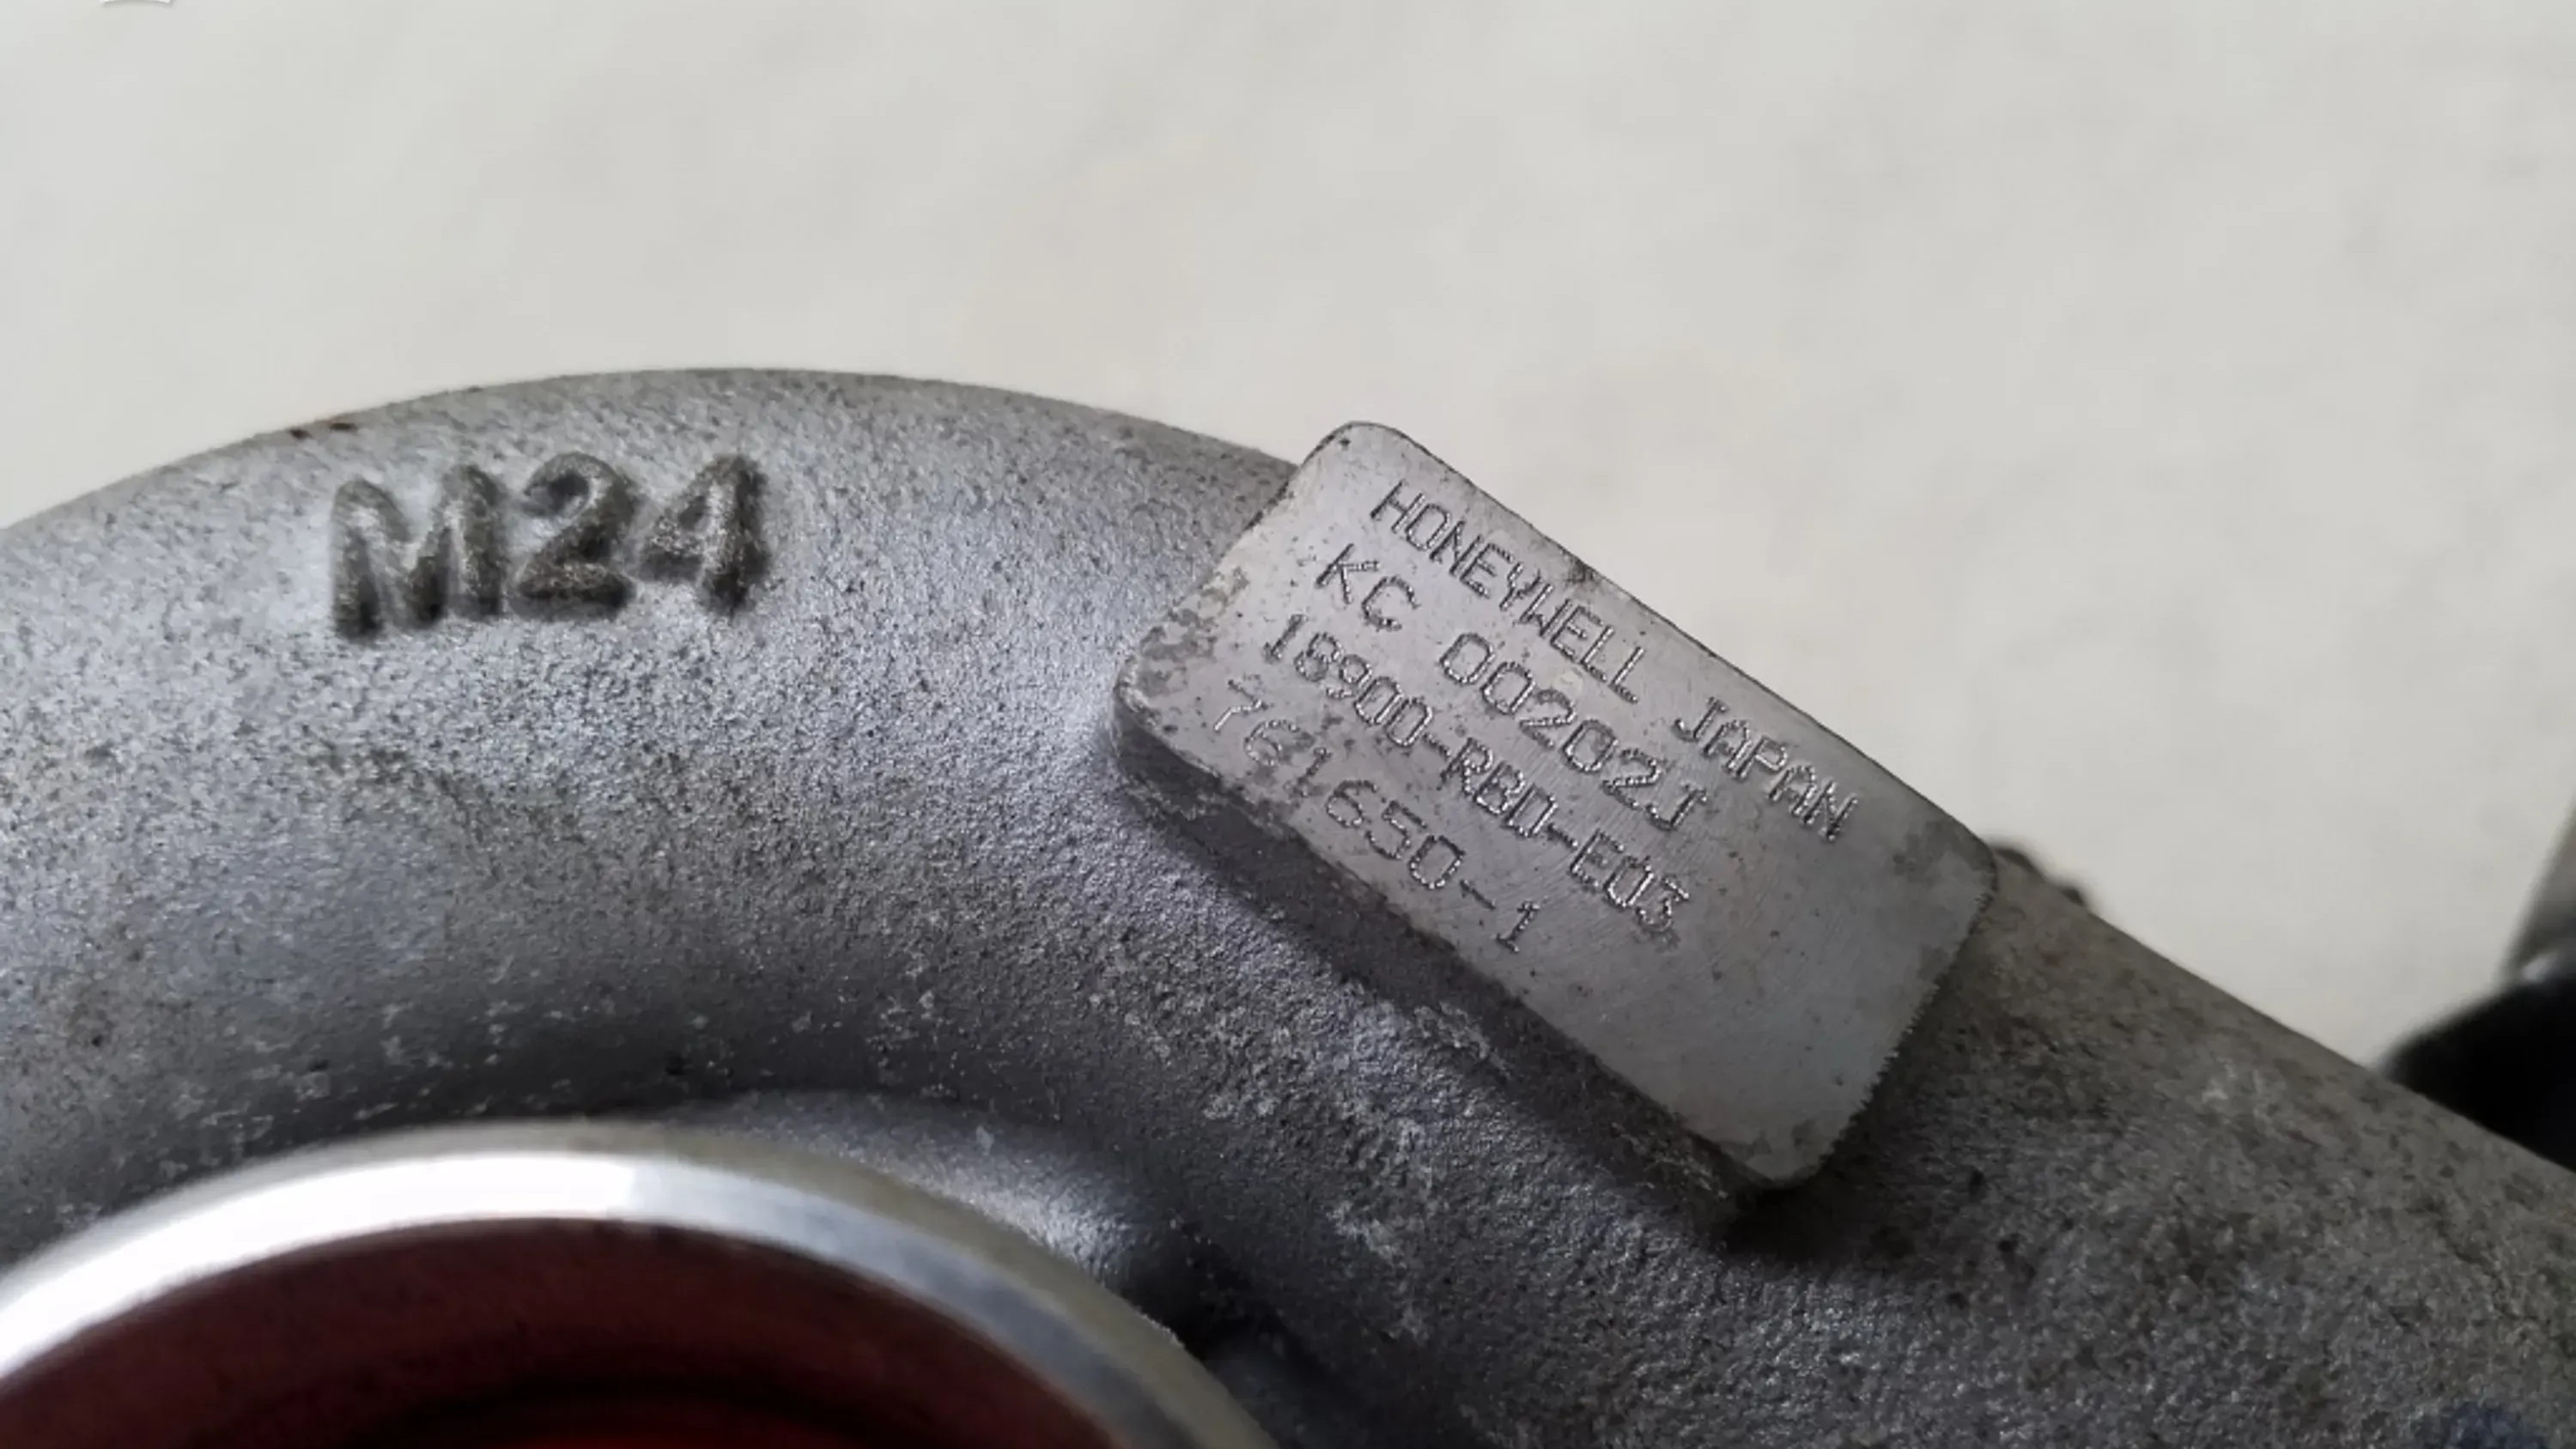 M24
HONEYWELL JAPAN
KC 00202J
18900-RBD-E03
761650-1